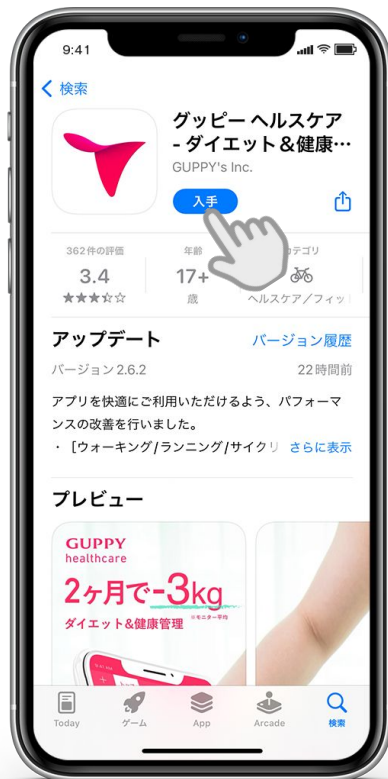 9:41
検索
グッピー ヘルスケア
- ダイエット＆健康…
GUPPY's Inc.
入手
362件の評価
年齢
テゴリ
3.4
17+
★★★☆☆
歳
ヘルスケア／フィッ
アップデート
バージョン履歴
バージョン 2.6.2
22時間前
アプリを快適にご利用いただけるよう、パフォーマ
ンスの改善を行いました。
・［ウォーキング/ランニング/サイクリ さらに表示
プレビュー
GUPPY
healthcare
2ヶ月で-3kg
ダイエット&健康管理
※モニター平均
Today
ゲーム
App
Arcade
検索